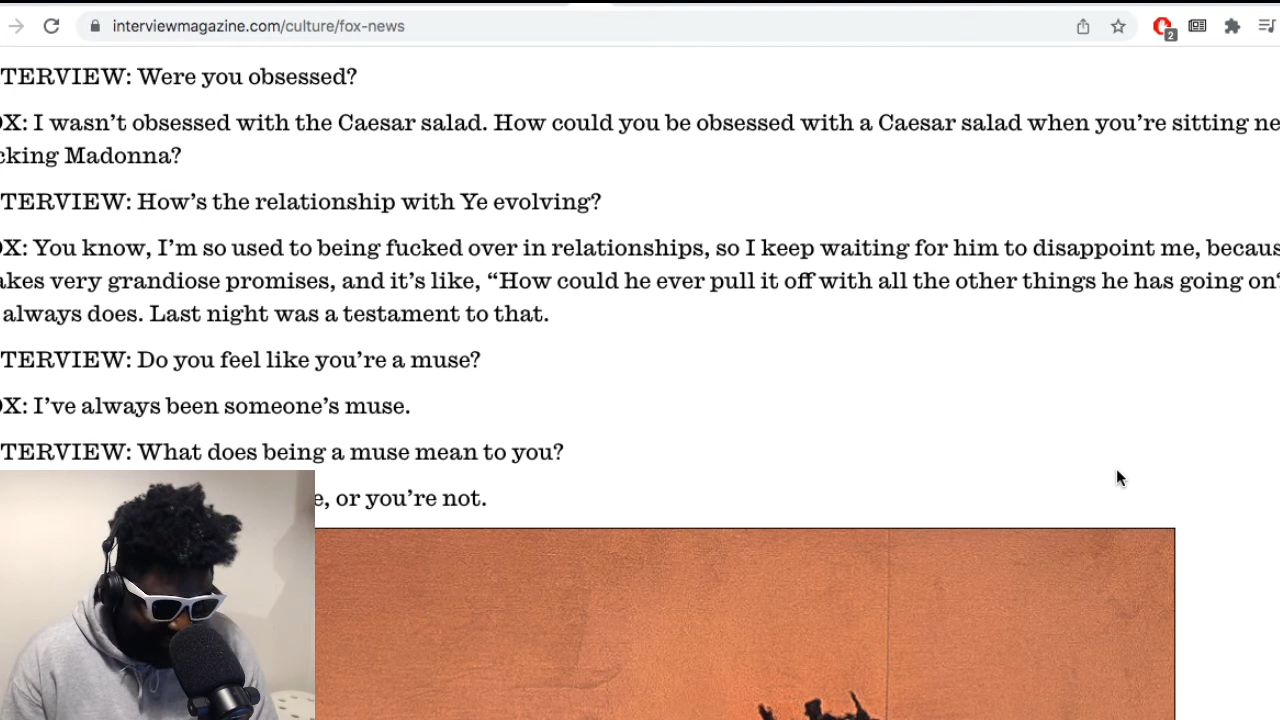 interviewmagazine.com/culture/fox-news
2
TERVIEW: Were you obsessed?
OX: I wasn't obsessed with the Caesar salad. How could you be obsessed with a Caesar salad when you're sitting ne
cking Madonna?
TERVIEW: How's the relationship with Ye evolving?
OX: You know, I'm so used to being fucked over in relationships, so I keep waiting for him to disappoint me, becaus
akes very grandiose promises, and it's like, “How could he ever pull it off with all the other things he has going on?
always does. Last night was a testament to that.
TERVIEW: Do you feel like you're a muse?
OX: I've always been someone's muse.
TERVIEW: What does being a muse mean to you?
e, or you're not.